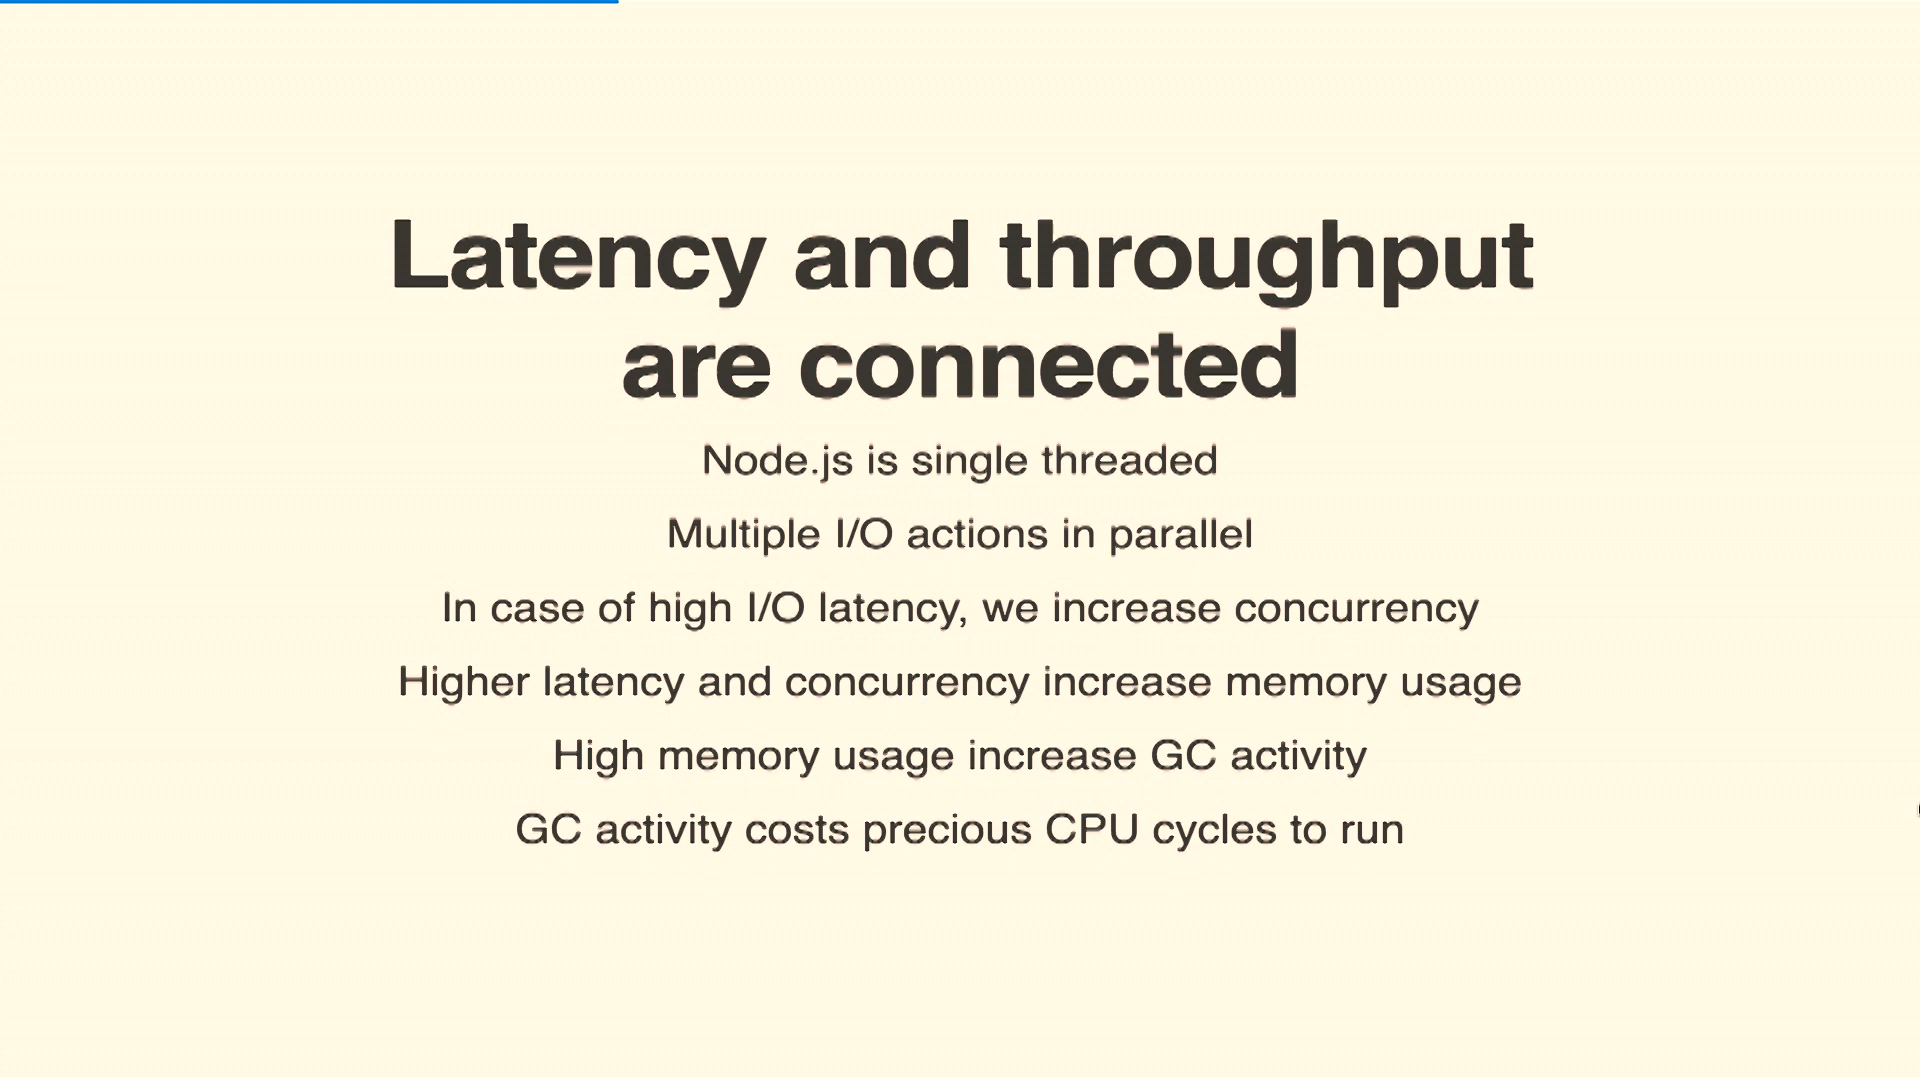 Latency and throughput
are connected
Node.js is single threaded
Multiple I/O actions in parallel
In case of high I/O latency, we increase concurrency
Higher latency and concurrency increase memory usage
High memory usage increase GC activity
GC activity costs precious CPU cycles to run